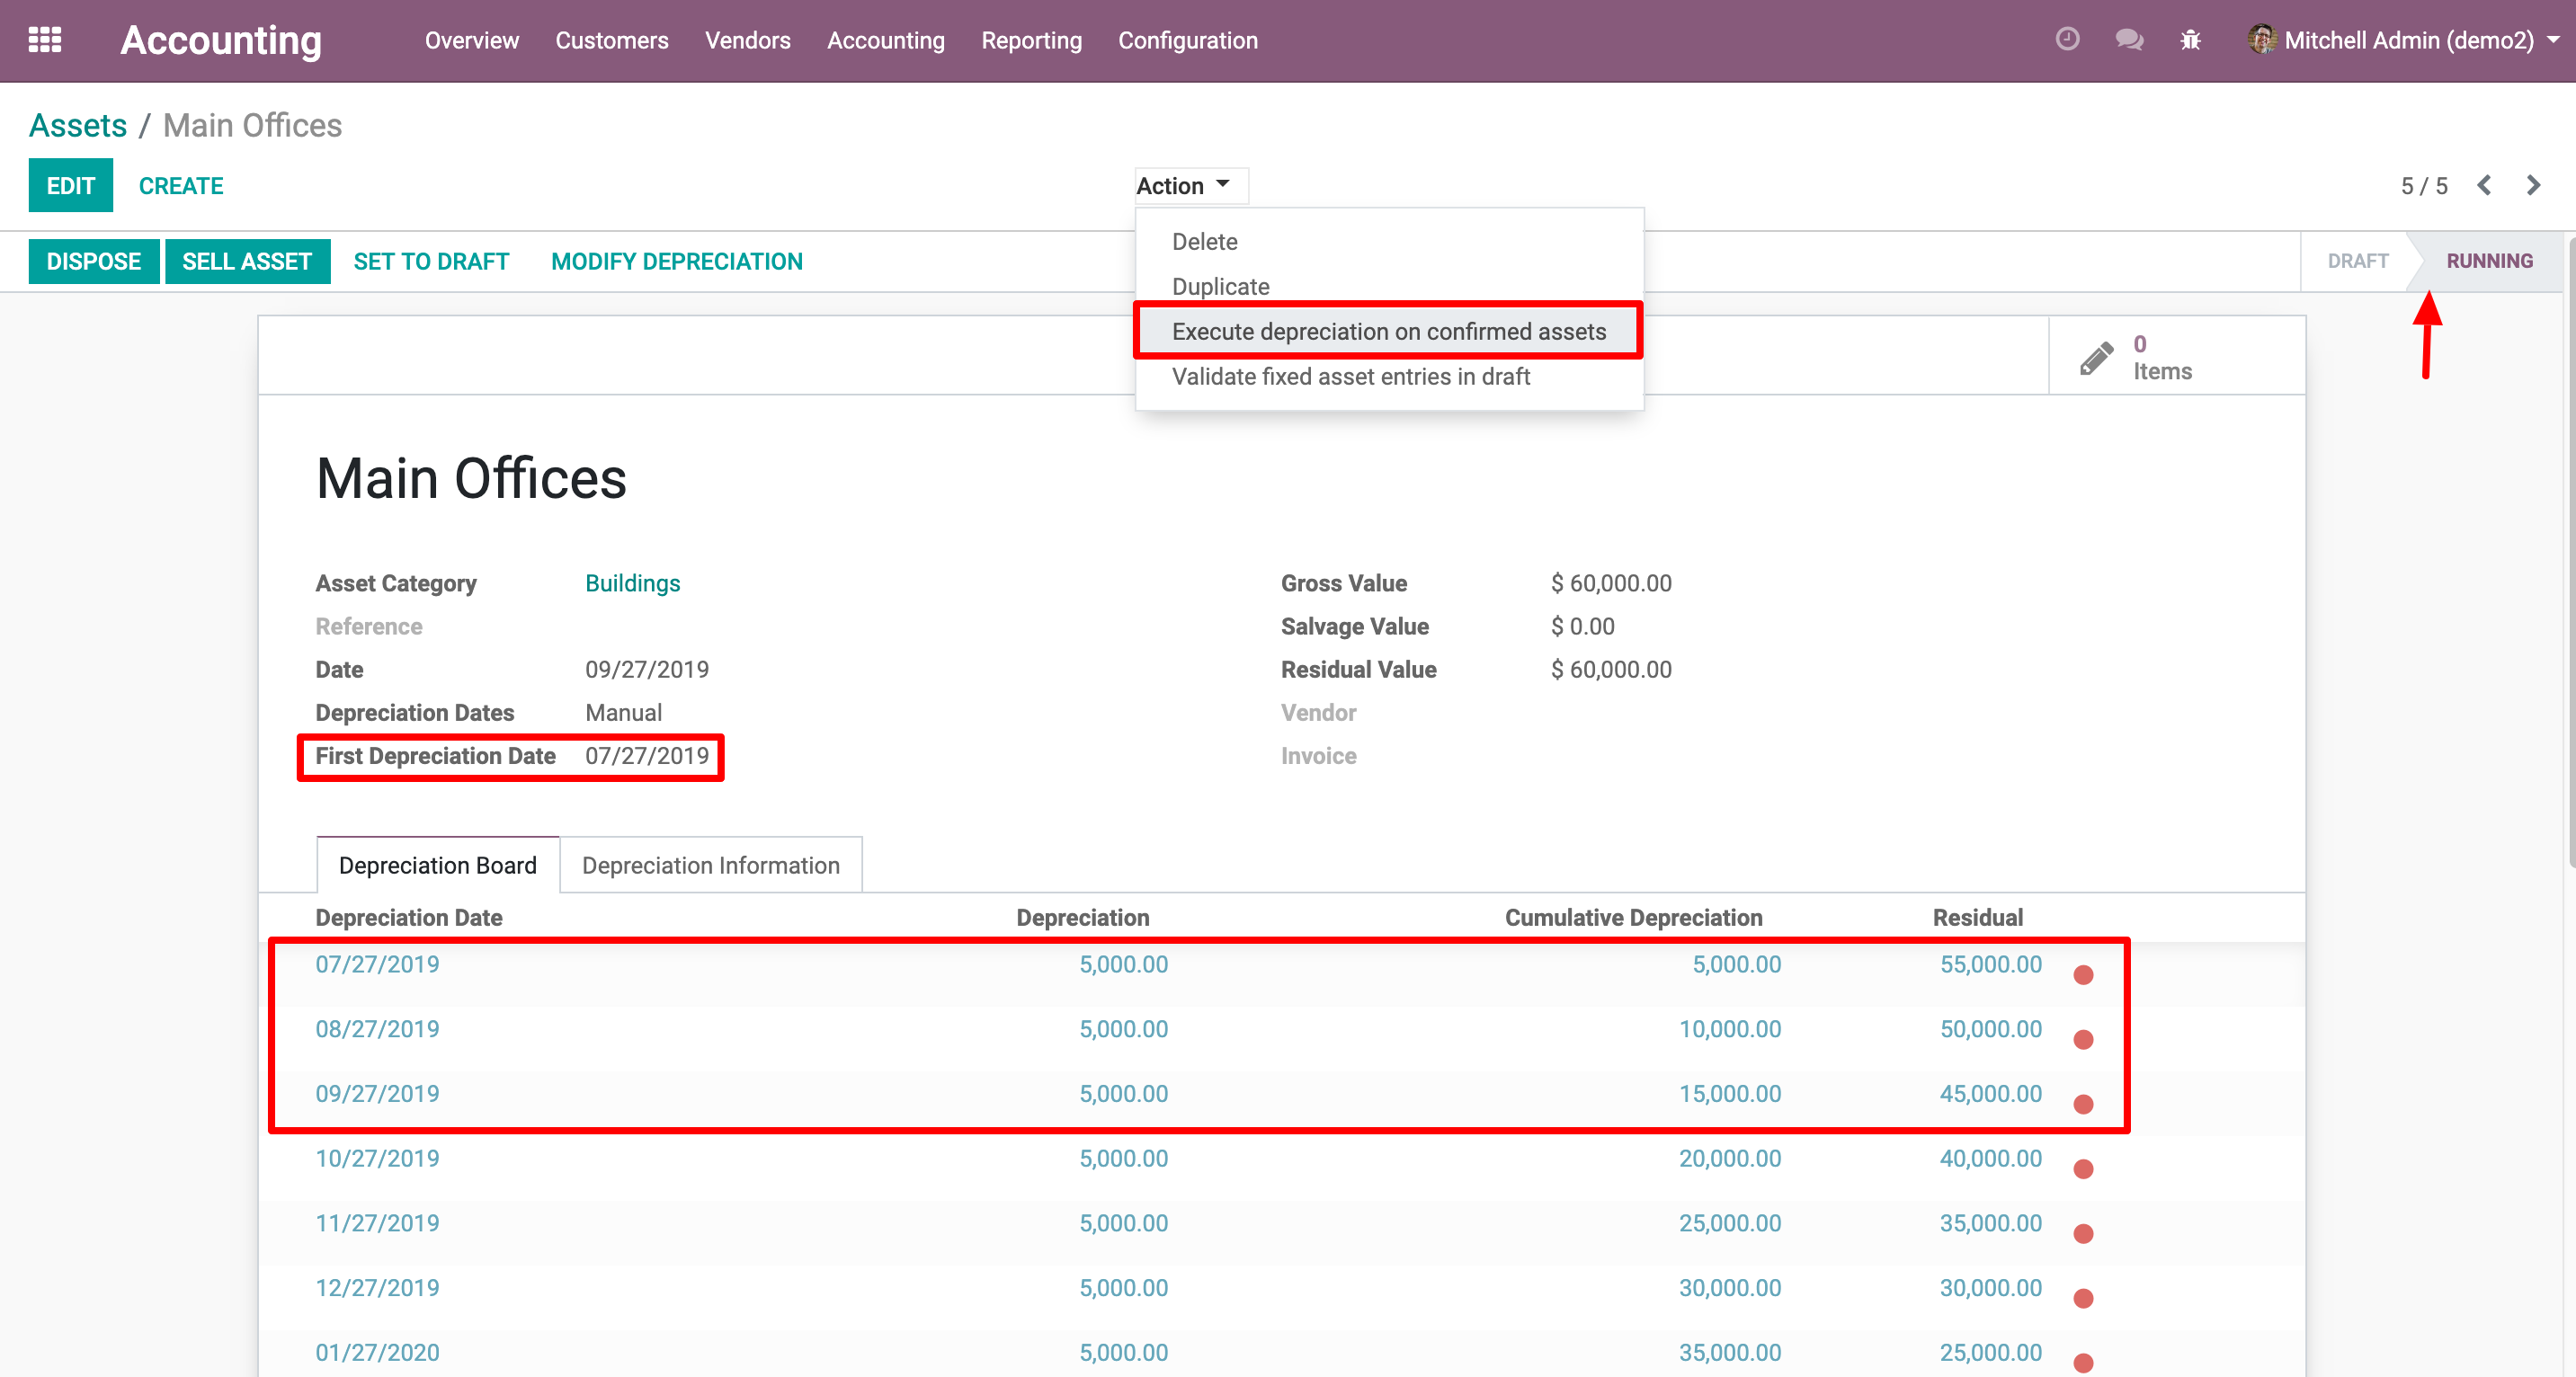 Accounting Overview Customers Vendors Accounting Reporting Configuration Mitchell Admin (demo2)
Assets / Main Offices
EDIT CREATE Action 5 / 5
Delete
Duplicate
Execute depreciation on confirmed assets
Validate fixed asset entries in draft
DISPOSE SELL ASSET SET TO DRAFT MODIFY DEPRECIATION DRAFT RUNNING
0
Items
Main Offices
Asset Category Buildings Gross Value $ 60,000.00
Reference Salvage Value $ 0.00
Date 09/27/2019 Residual Value $ 60,000.00
Depreciation Dates Manual Vendor
First Depreciation Date 07/27/2019 Invoice
Depreciation Board Depreciation Information
Depreciation Date Depreciation Cumulative Depreciation Residual
07/27/2019 5,000.00 5,000.00 55,000.00
08/27/2019 5,000.00 10,000.00 50,000.00
09/27/2019 5,000.00 15,000.00 45,000.00
10/27/2019 5,000.00 20,000.00 40,000.00
11/27/2019 5,000.00 25,000.00 35,000.00
12/27/2019 5,000.00 30,000.00 30,000.00
01/27/2020 5,000.00 35,000.00 25,000.00